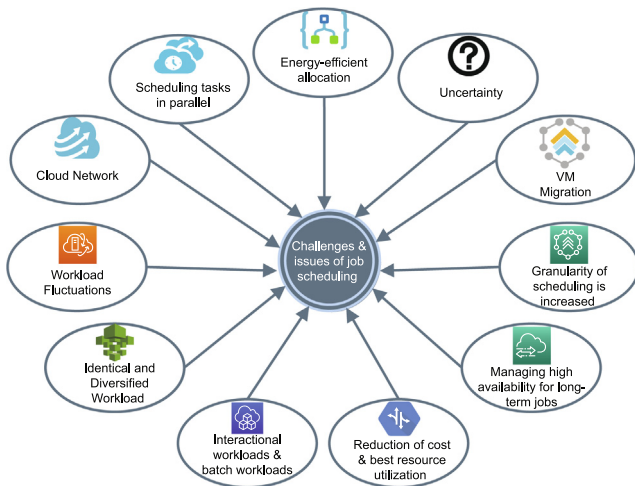 Energy-efficient
allocation
Scheduling tasks
in parallel
?
Uncertainty
Cloud Network
VM
Migration
Challenges &
issues of job
scheduling
Workload
Fluctuations
Granularity of
scheduling is
increased
Identical and
Diversified
Workload
Managing high
availability for long-
term jobs
Interactional
workloads &
batch workloads
Reduction of cost
& best resource
utilization